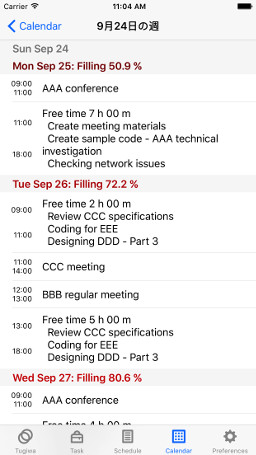 Carrier 11:04 AM
Calendar 9月24日の週
Sun Sep 24
Mon Sep 25: Filling 50.9 %
09:00
11:00 AAA conference
11:00 Free time 7 h 00 m
Create meeting materials
Create sample code - AAA technical
18:00 investigation
Checking network issues
Tue Sep 26: Filling 72.2 %
09:00 Free time 2 h 00 m
Review CCC specifications
11:00 Coding for EEE
Designing DDD - Part 3
11:00
14:00 CCC meeting
12:00
13:00 BBB regular meeting
13:00 Free time 5 h 00 m
Review CCC specifications
18:00 Coding for EEE
Designing DDD - Part 3
Wed Sep 27: Filling 80.6 %
09:00
11:00 AAA conference
Free time 4 h 00 m
Tugiea Task Schedule Calendar Preferences